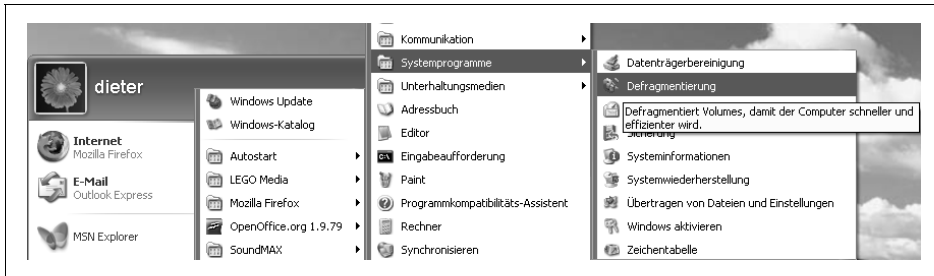 dieter
Internet
Mozilla Firefox
E-Mail
Outlook Express
MSN Explorer
Windows Update
Windows-Katalog
Autostart
LEGO Media
Mozilla Firefox
OpenOffice.org 1.9.79
SoundMAX
Kommunikation
Systemprogramme
Unterhaltungsmedien
Adressbuch
Editor
Eingabeaufforderung
Paint
Programmkompatibilitäts-Assistent
Rechner
Synchronisieren
Datenträgerbereinigung
Defragmentierung
Defragmentiert Volumes, damit der Computer schneller und
effizienter wird.
Sicherung
Systeminformationen
Systemwiederherstellung
Übertragen von Dateien und Einstellungen
Windows aktivieren
Zeichentabelle